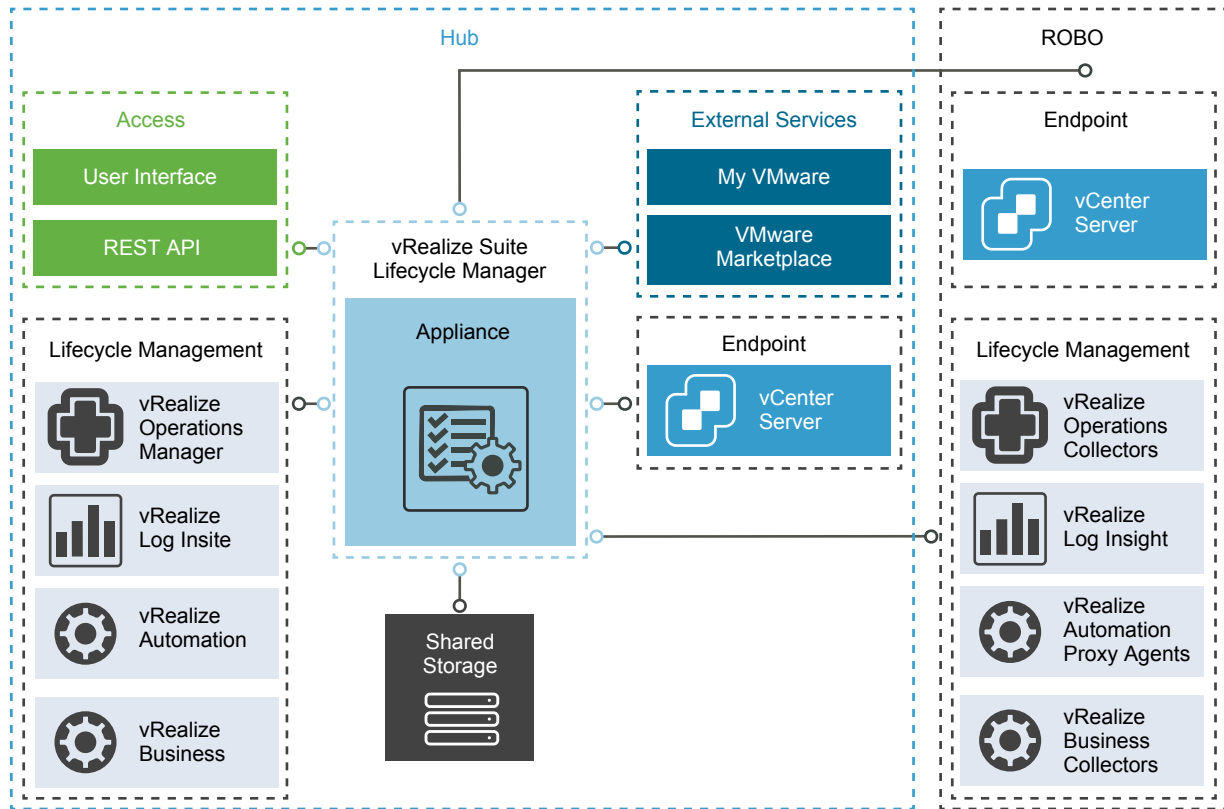 Hub
Access
User Interface
REST API
Lifecycle Management
vRealize
Operations
Manager
vRealize
Log Insite
vRealize
Automation
vRealize
Business
vRealize Suite
Lifecycle Manager
Appliance
Shared
Storage
External Services
My VMware
VMware
Marketplace
Endpoint
vCenter
Server
ROBO
Endpoint
vCenter
Server
Lifecycle Management
vRealize
Operations
Collectors
vRealize
Log Insight
vRealize
Automation
Proxy Agents
vRealize
Business
Collectors